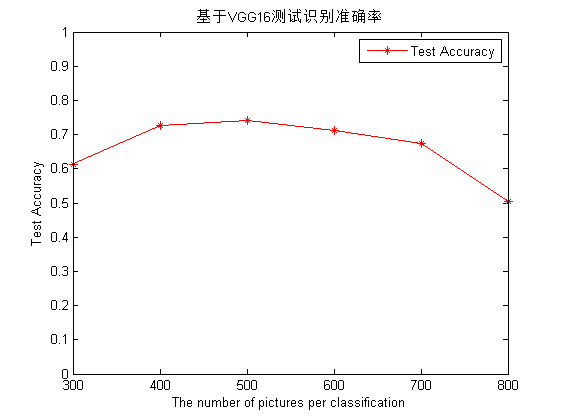 基于VGG16测试识别准确率
Test Accuracy
1
0.9
0.8
0.7
0.6
0.5
0.4
0.3
0.2
0.1
0
Test Accuracy
300 400 500 600 700 800
The number of pictures per classification